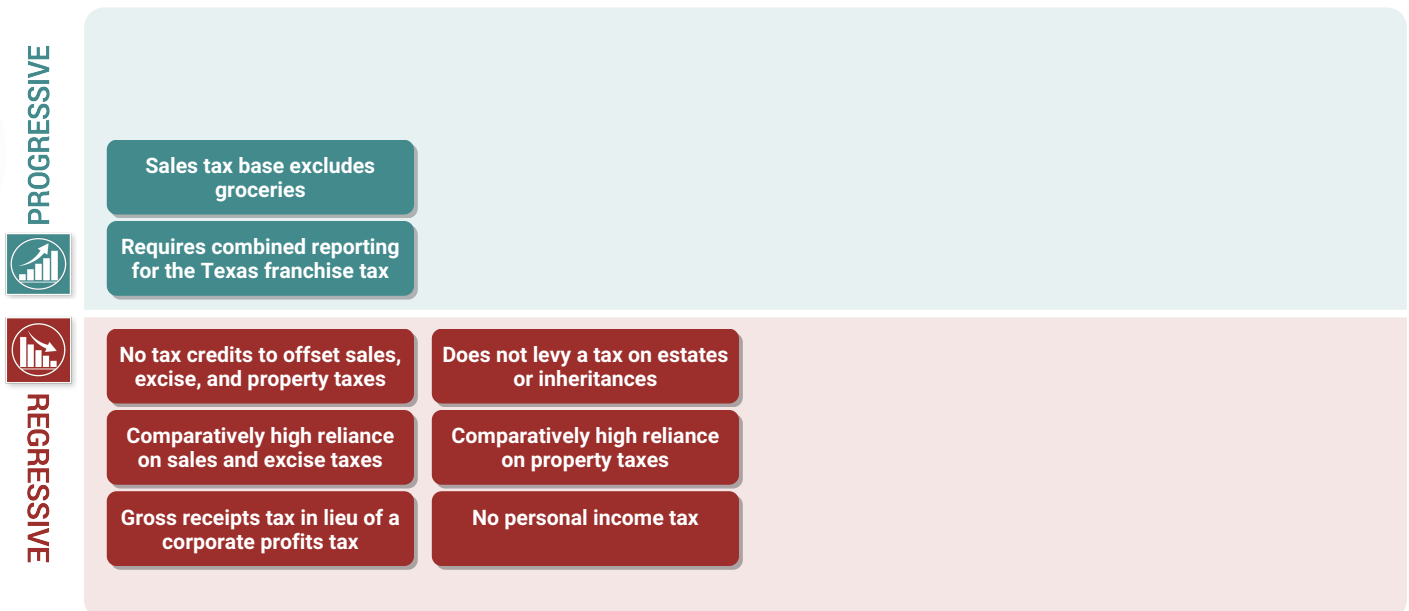 PROGRESSIVE
Sales tax base excludes
groceries
Requires combined reporting
for the Texas franchise tax
REGRESSIVE
No tax credits to offset sales,
excise, and property taxes
Does not levy a tax on estates
or inheritances
Comparatively high reliance
on sales and excise taxes
Comparatively high reliance
on property taxes
Gross receipts tax in lieu of a
corporate profits tax
No personal income tax